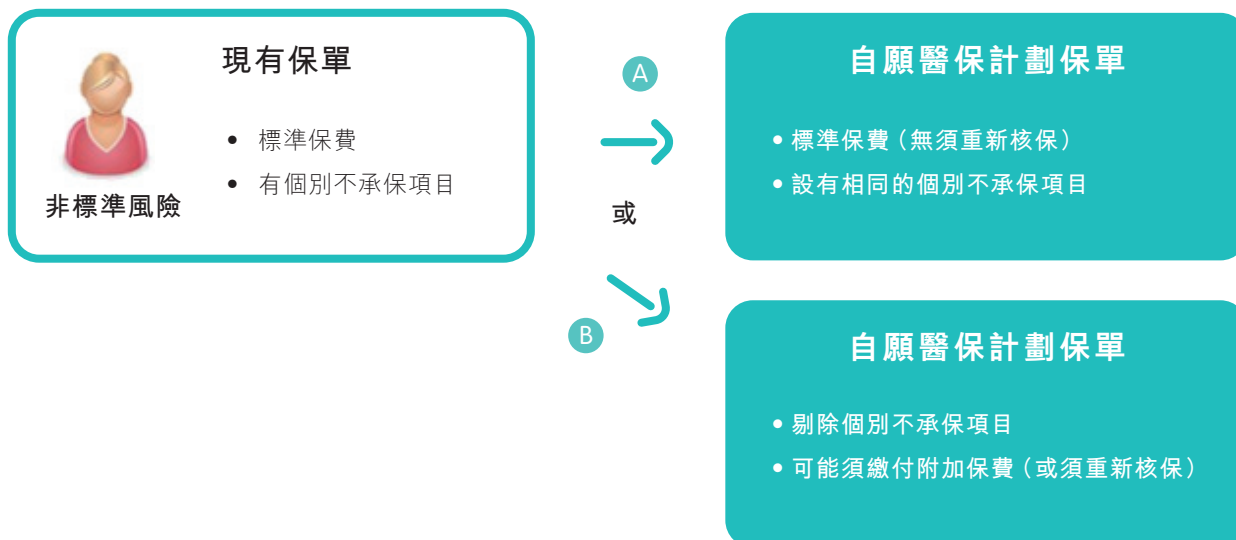 現有保單
• 標準保費
• 有個別不承保項目
非標準風險
A
或
B
自願醫保計劃保單
• 標準保費（無須重新核保）
• 設有相同的個別不承保項目
自願醫保計劃保單
• 剔除個別不承保項目
• 可能須繳付附加保費（或須重新核保）